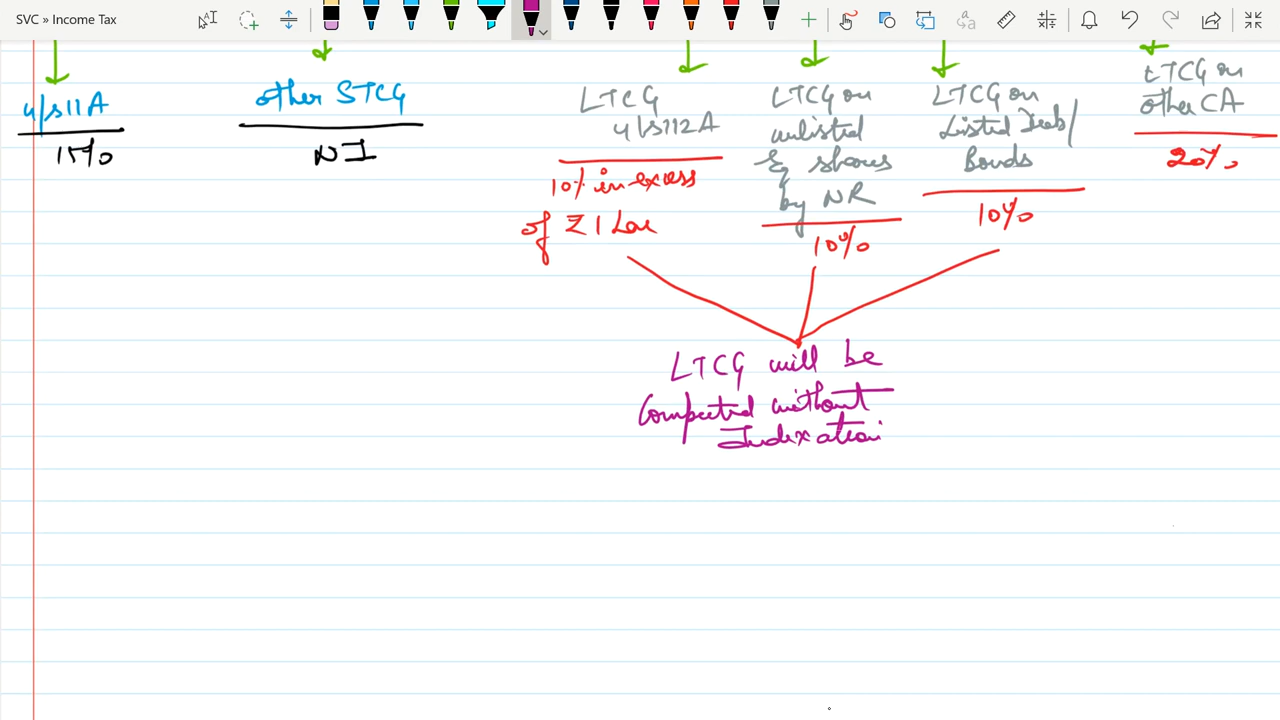 SVC » Income Tax
u/s 111A
15%
other STCG
NI
LTCG
u/s 112A
10% in excess
of ₹ 1 Lac
LTCG on
unlisted
Eq shares
by NR
10%
LTCG on
Listed Deb/
Bonds
10%
LTCG on
other CA
20%
LTCG will be
Computed without
Indexation